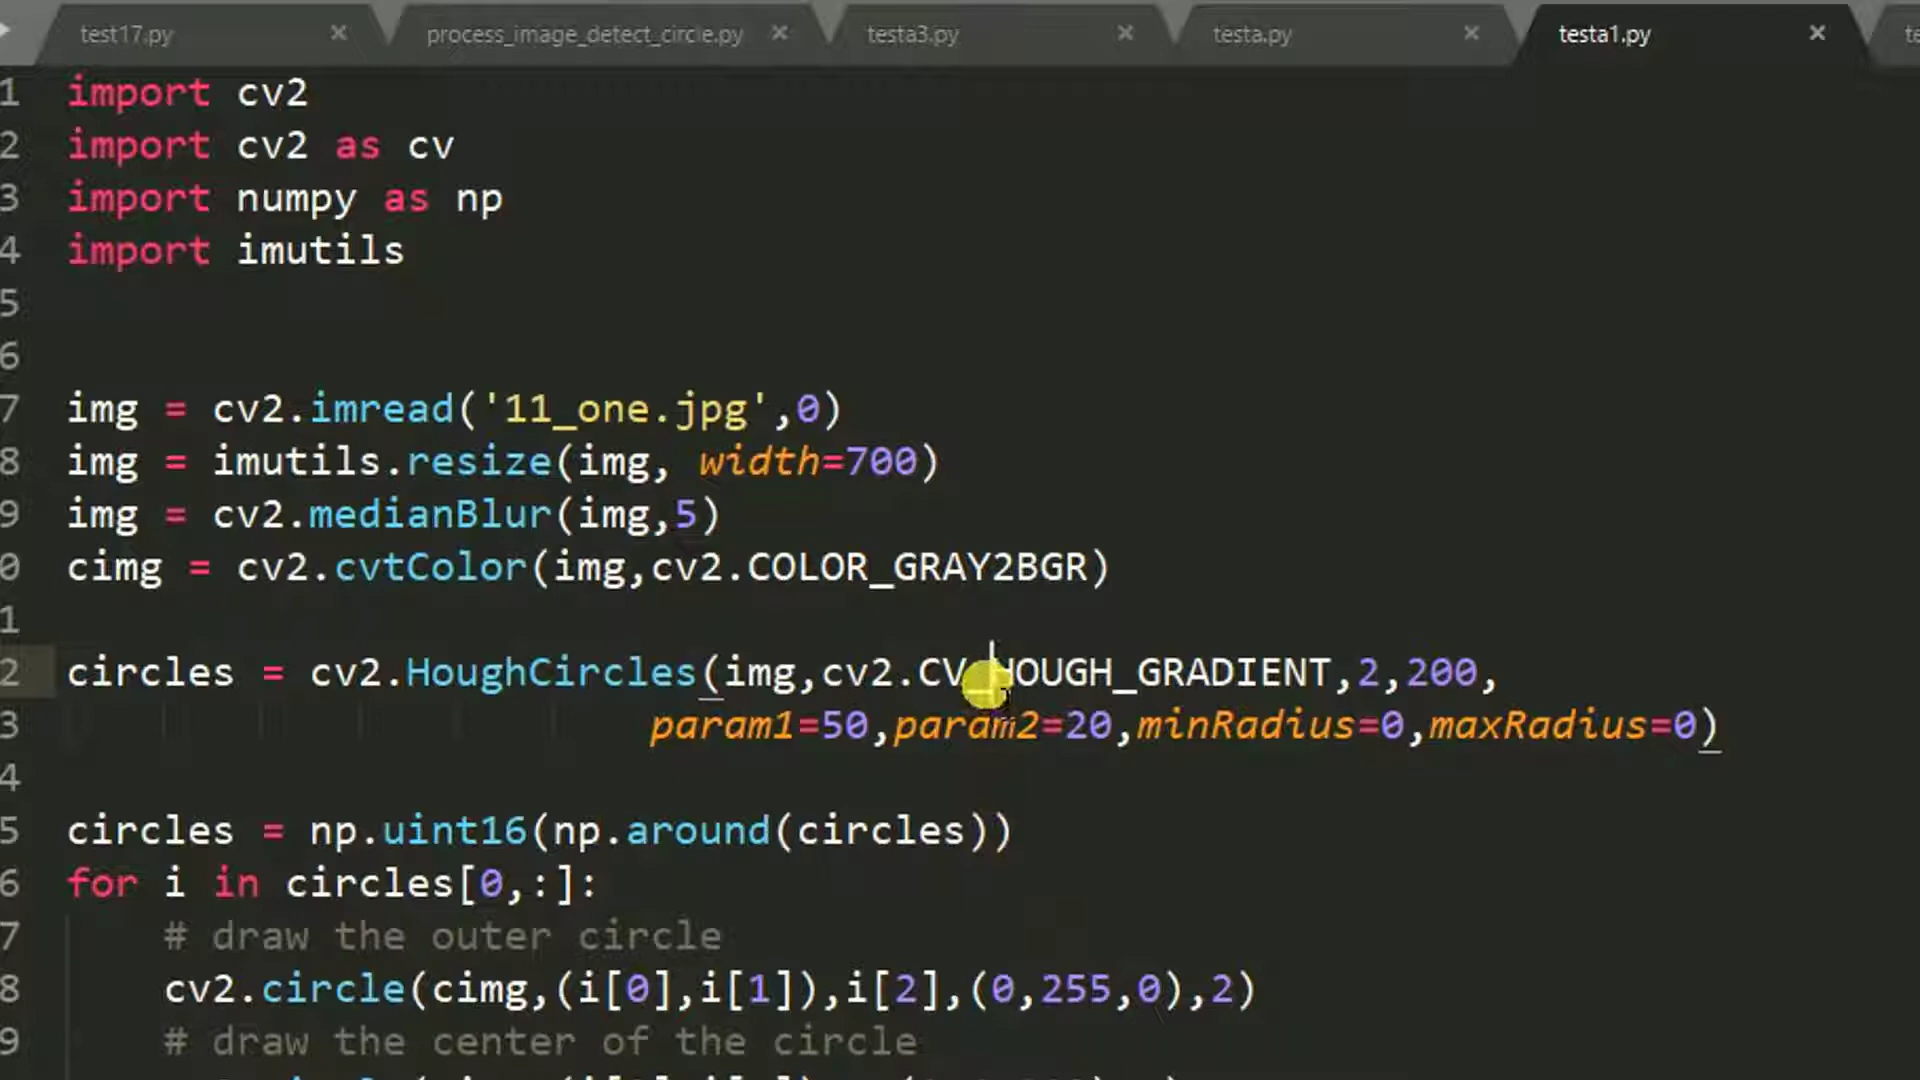 test17.py × process_image_detect_circle.py × testa3.py × testa.py × testa1.py × te
1 import cv2
2 import cv2 as cv
3 import numpy as np
4 import imutils
5
6
7 img = cv2.imread('11_one.jpg',0)
8 img = imutils.resize(img, width=700)
9 img = cv2.medianBlur(img,5)
0 cimg = cv2.cvtColor(img,cv2.COLOR_GRAY2BGR)
1
2 circles = cv2.HoughCircles(img,cv2.CV_HOUGH_GRADIENT,2,200,
3 param1=50,param2=20,minRadius=0,maxRadius=0)
4
5 circles = np.uint16(np.around(circles))
6 for i in circles[0,:]:
7 # draw the outer circle
8 cv2.circle(cimg,(i[0],i[1]),i[2],(0,255,0),2)
9 # draw the center of the circle